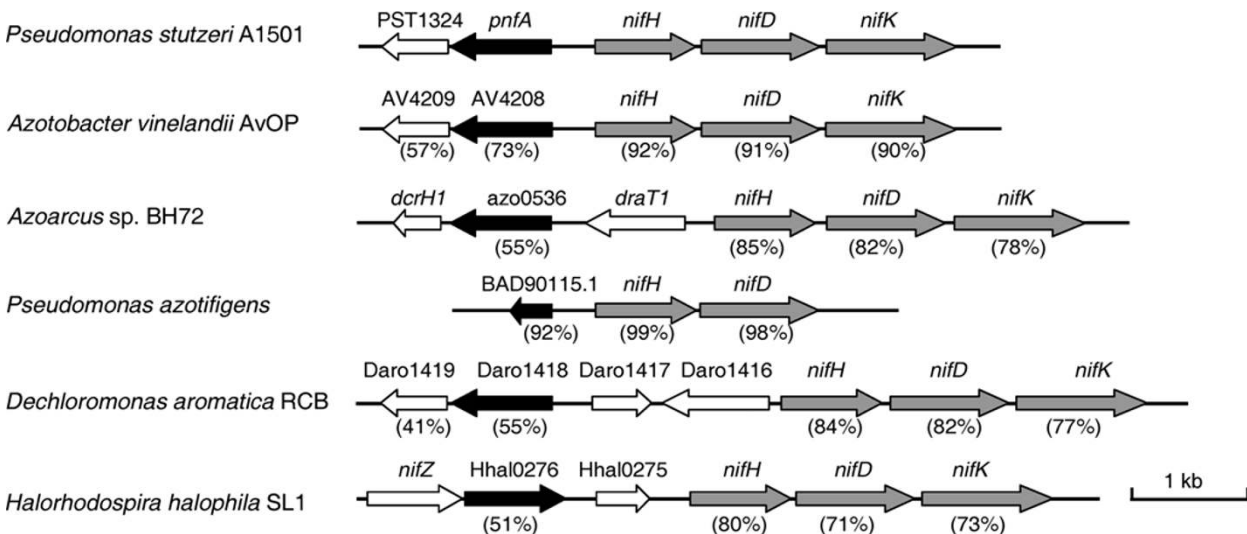 PST1324 pnfA nifH nifD nifK
Pseudomonas stutzeri A1501
AV4209 AV4208 nifH nifD nifK
Azotobacter vinelandii AvOP
(57%) (73%) (92%) (91%) (90%)
dcrH1 azo0536 draT1 nifH nifD nifK
Azoarcus sp. BH72
(55%) (85%) (82%) (78%)
BAD90115.1 nifH nifD
Pseudomonas azotifigens
(92%) (99%) (98%)
Daro1419 Daro1418 Daro1417 Daro1416 nifH nifD nifK
Dechloromonas aromatica RCB
(41%) (55%) (84%) (82%) (77%)
nifZ Hhal0276 Hhal0275 nifH nifD nifK
1 kb
Halorhodospira halophila SL1
(51%) (80%) (71%) (73%)